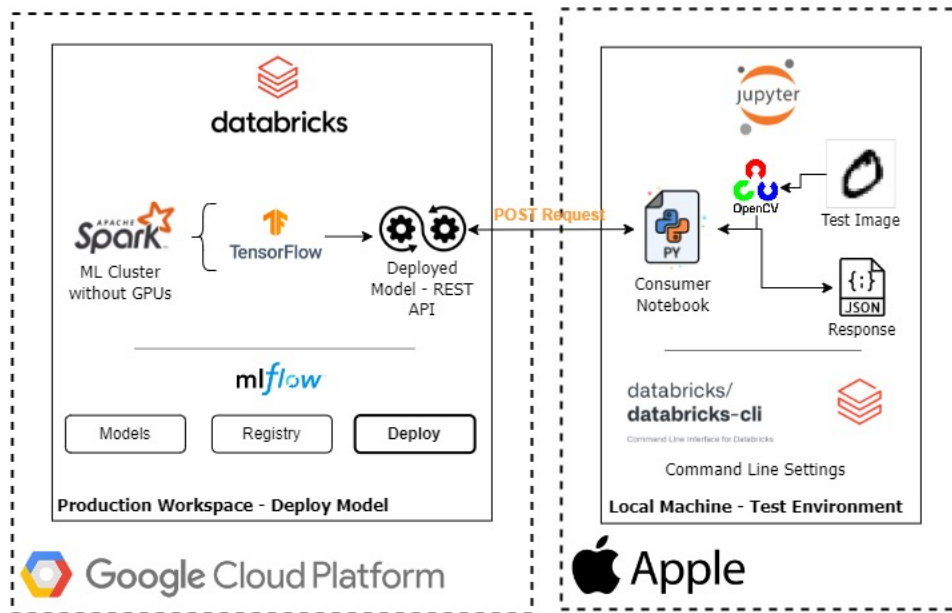 databricks
APACHE
Spark
ML Cluster
without GPUs
TensorFlow
Deployed
Model - REST
API
mlflow
Models
Registry
Deploy
Production Workspace - Deploy Model
Google Cloud Platform
POST Request
jupyter
OpenCV
Test Image
PY
Consumer
Notebook
{;}
JSON
Response
databricks/
databricks-cli
Command Line Interface for Databricks
Command Line Settings
Local Machine - Test Environment
Apple